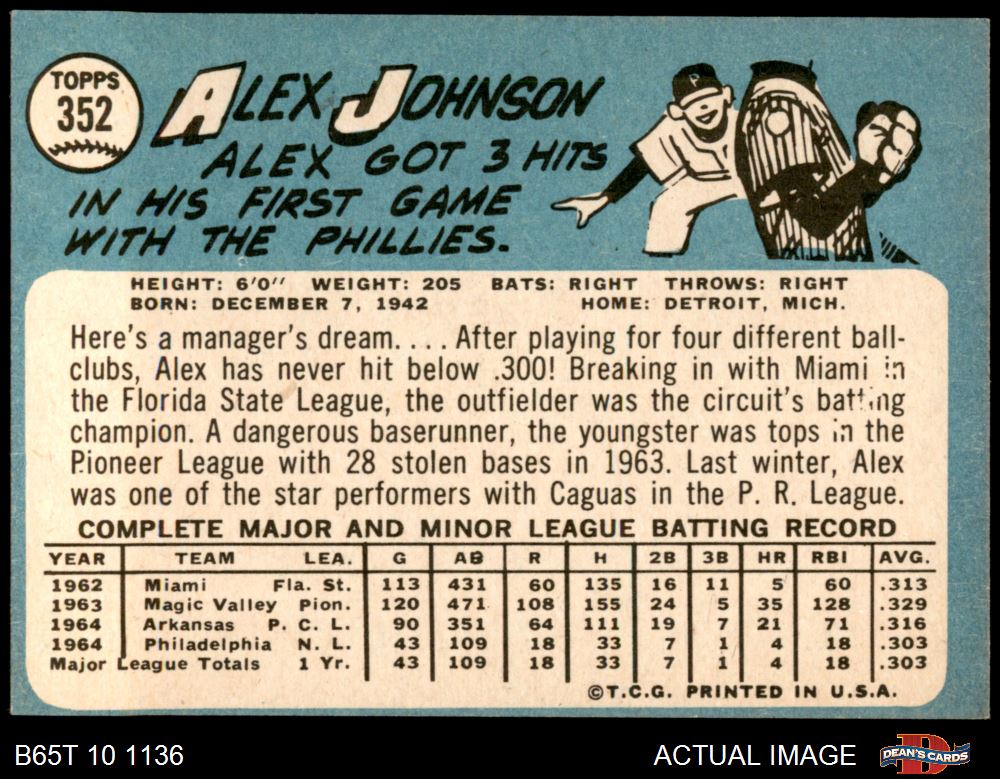 TOPPS
352
ALEX JOHNSON
ALEX GOT 3 HITS
IN HIS FIRST GAME
WITH THE PHILLIES.
P
HEIGHT: 6'0" WEIGHT: 205 BATS: RIGHT THROWS: RIGHT
BORN: DECEMBER 7, 1942 HOME: DETROIT, MICH.
Here's a manager's dream. . . . After playing for four different ball-
clubs, Alex has never hit below .300! Breaking in with Miami in
the Florida State League, the outfielder was the circuit's batting
champion. A dangerous baserunner, the youngster was tops in the
Pioneer League with 28 stolen bases in 1963. Last winter, Alex
was one of the star performers with Caguas in the P. R. League.
COMPLETE MAJOR AND MINOR LEAGUE BATTING RECORD
YEAR TEAM LEA. G AB R H 2B 3B HR RBI AVG.
1962 Miami Fla. St. 113 431 60 135 16 11 5 60 .313
1963 Magic Valley Pion. 120 471 108 155 24 5 35 128 .329
1964 Arkansas P. C. L. 90 351 64 111 19 7 21 71 .316
1964 Philadelphia N. L. 43 109 18 33 7 1 4 18 .303
Major League Totals 1 Yr. 43 109 18 33 7 1 4 18 .303
©T.C.G. PRINTED IN U.S.A.
B65T 10 1136 ACTUAL IMAGE DEAN'S CARDS